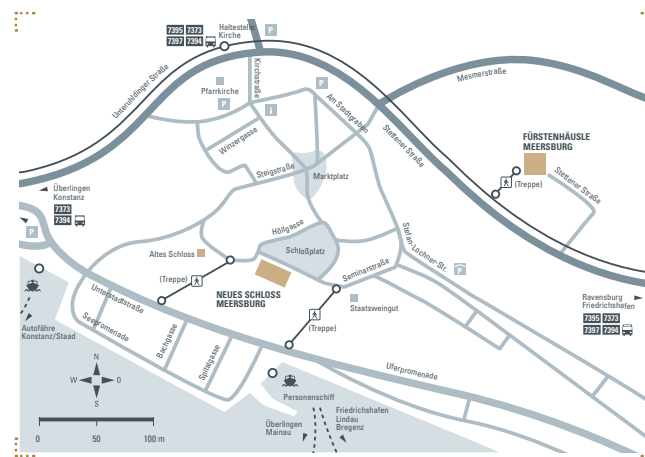 7395 7373
7397 7394
Haltestelle
Kirche
P
Unteruhldinger Straße
Kirchstraße
Pfarrkirche
P
P
i
Am Stadtgraben
Mesmerstraße
Winzergasse
Steigstraße
Marktplatz
Stettener Straße
FÜRSTENHÄUSLE
MEERSBURG
(Treppe)
Stettener Straße
Überlingen
Konstanz
7373
7394
P
Altes Schloss
Höllgasse
Schloßplatz
Stefan-Lochner-Str.
P
(Treppe)
NEUES SCHLOSS
MEERSBURG
Seminarstraße
Staatsweingut
(Treppe)
Ravensburg
Friedrichshafen
7395 7373
7397 7394
Autofähre
Konstanz/Staad
Unterstadtstraße
Seepromenade
Bachgasse
Spitalgasse
Uferpromenade
N
W O
S
Personenschiff
Überlingen
Mainau
Friedrichshafen
Lindau
Bregenz
0 50 100 m